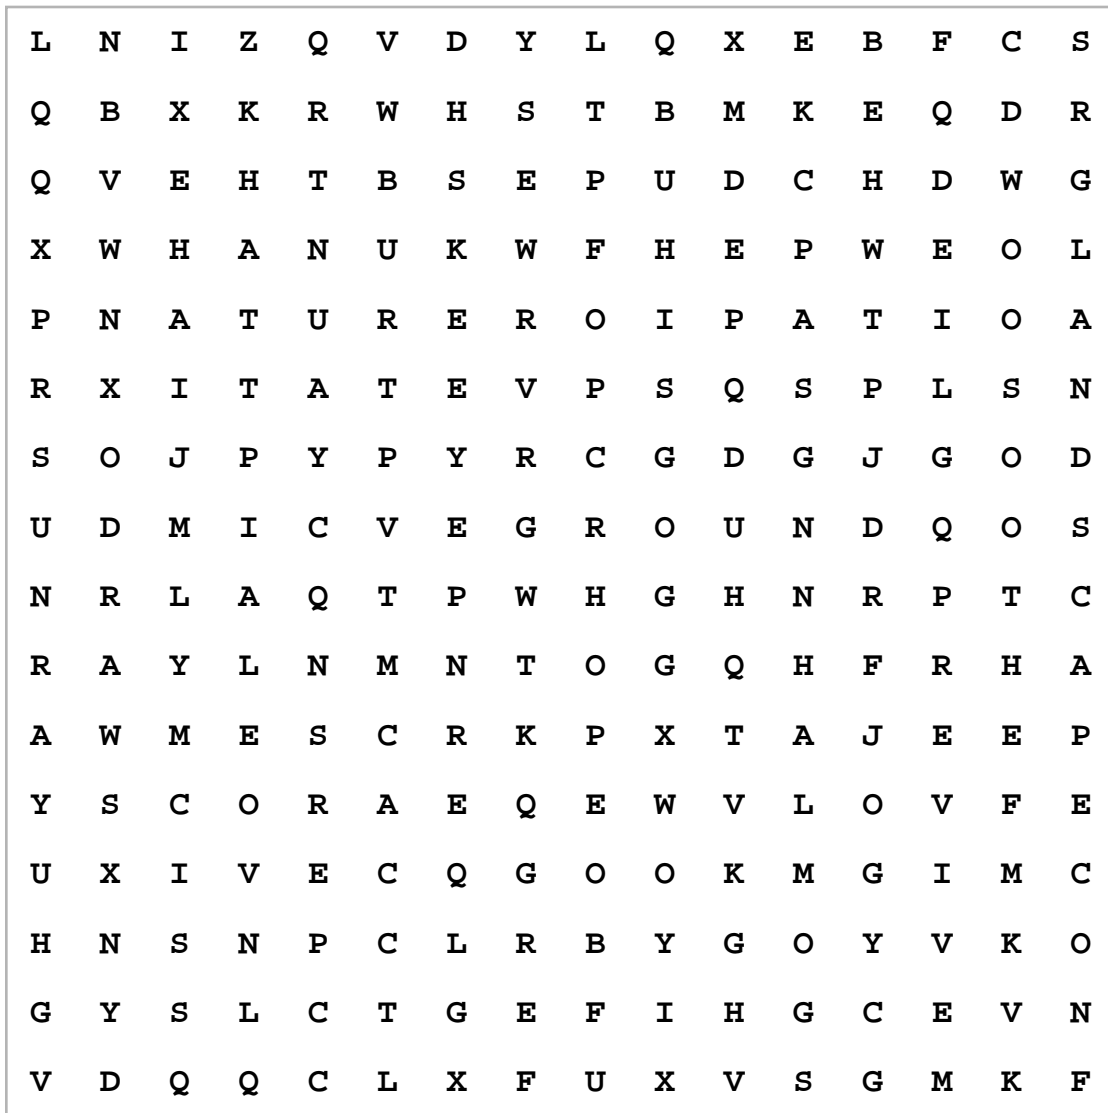 L N I Z Q V D Y L Q X E B F C S
Q B X K R W H S T B M K E Q D R
Q V E H T B S E P U D C H D W G
X W H A N U K W F H E P W E O L
P N A T U R E R O I P A T I O A
R X I T A T E V P S Q S P L S N
S O J P Y P Y R C G D G J G O D
U D M I C V E G R O U N D Q O S
N R L A Q T P W H G H N R P T C
R A Y L N M N T O G Q H F R H A
A W M E S C R K P X T A J E E P
Y S C O R A E Q E W V L O V F E
U X I V E C Q G O O K M G I M C
H N S N P C L R B Y G O Y V K O
G Y S L C T G E F I H G C E V N
V D Q Q C L X F U X V S G M K F